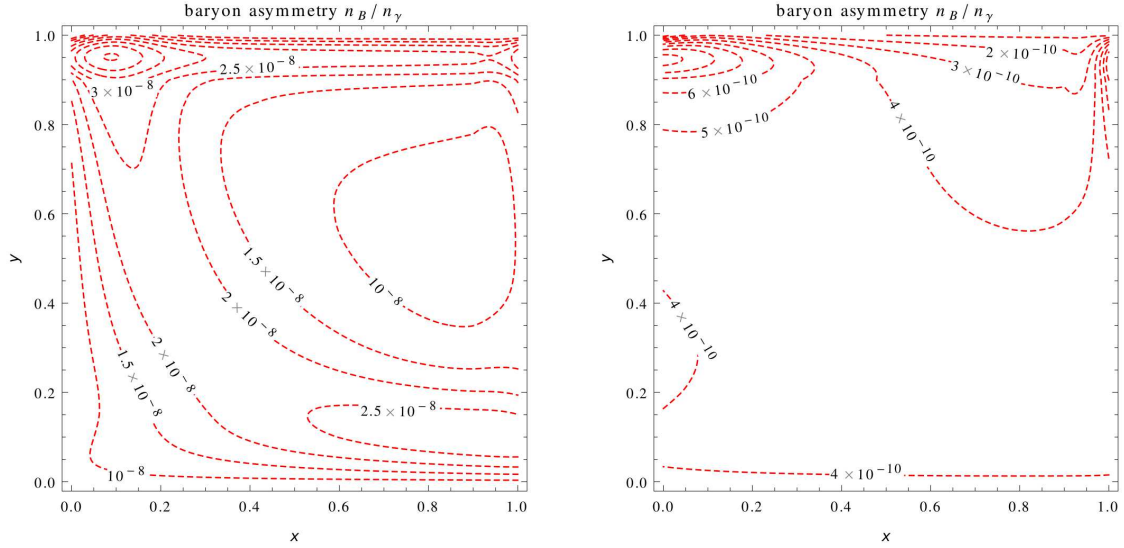 baryon asymmetry n_B / n_γ
1.0
0.8
0.6
0.4
0.2
0.0
y
0.0
0.2
0.4
0.6
0.8
1.0
x
2.5 × 10⁻⁸
3 × 10⁻⁸
1.5 × 10⁻⁸
10⁻⁸
2 × 10⁻⁸
2 × 10⁻⁸
1.5 × 10⁻⁸
2.5 × 10⁻⁸
10⁻⁸
baryon asymmetry n_B / n_γ
1.0
0.8
0.6
0.4
0.2
0.0
y
0.0
0.2
0.4
0.6
0.8
1.0
x
2 × 10⁻¹⁰
3 × 10⁻¹⁰
6 × 10⁻¹⁰
5 × 10⁻¹⁰
4 × 10⁻¹⁰
4 × 10⁻¹⁰
4 × 10⁻¹⁰